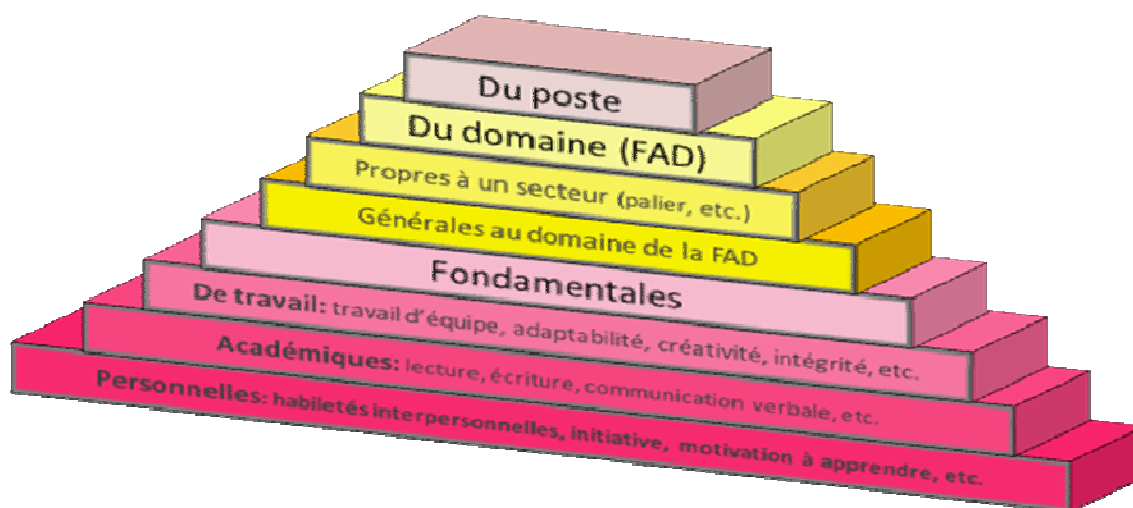 Du poste
Du domaine (FAD)
Propres à un secteur (palier, etc.)
Générales au domaine de la FAD
Fondamentales
De travail: travail d'équipe, adaptabilité, créativité, intégrité, etc.
Académiques: lecture, écriture, communication verbale, etc.
Personnelles: habiletés interpersonnelles, initiative, motivation à apprendre, etc.